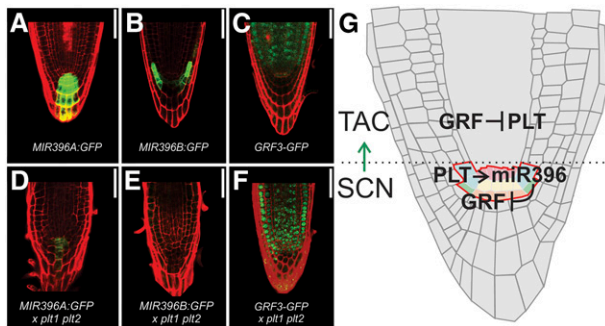 A
MIR396A:GFP
B
MIR396B:GFP
C
GRF3-GFP
D
MIR396A:GFP
x plt1 plt2
E
MIR396B:GFP
x plt1 plt2
F
GRF3-GFP
x plt1 plt2
G
TAC
GRF⊣PLT
SCN
PLT→miR396
GRF